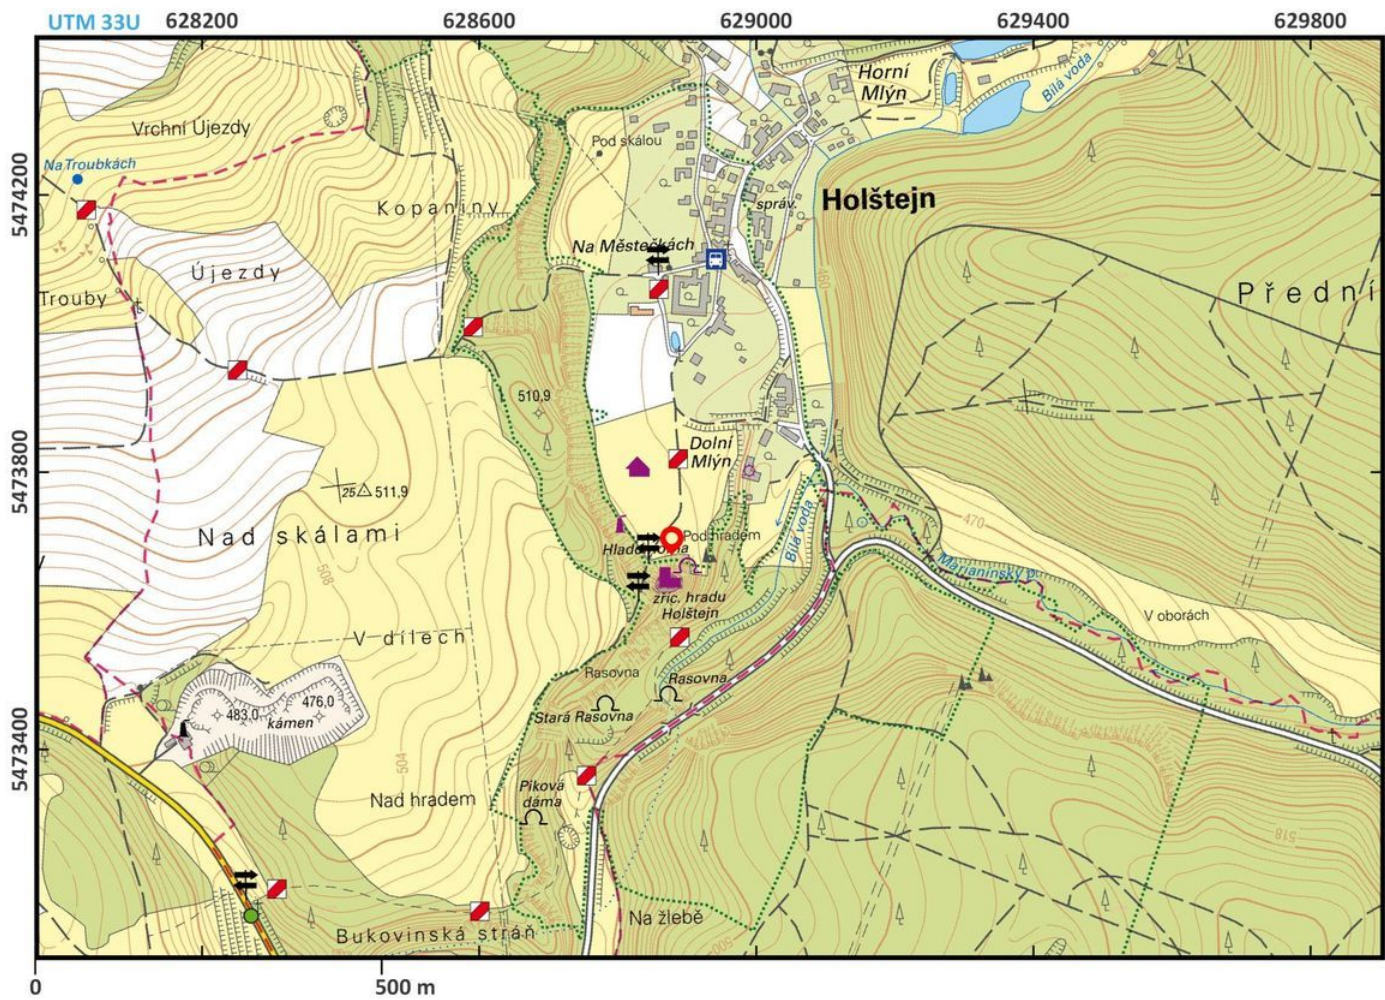 UTM 33U 628200 628600 629000 629400 629800
Horní
Mlýn
Bílá voda
Vrchní Újezdy
Pod skálou
Na Troubkách
5474200
Kopaniny
správ.
Holštejn
Na Městečkách
Újezdy
Trouby
Přední
510,9
Dolní
Mlýn
5473800
25 511,9
470
Nad skálami
Pod hradem
Bílá voda
Marianínský p.
508
zříc. hradu
Holštejn
V oborách
V dílech
Rasovna
Rasovna
476,0
483,0
kámen
Stará Rasovna
5473400
504
Piková
dáma
Nad hradem
518
Na žlebě
Bukovinská stráň
500
0 500 m